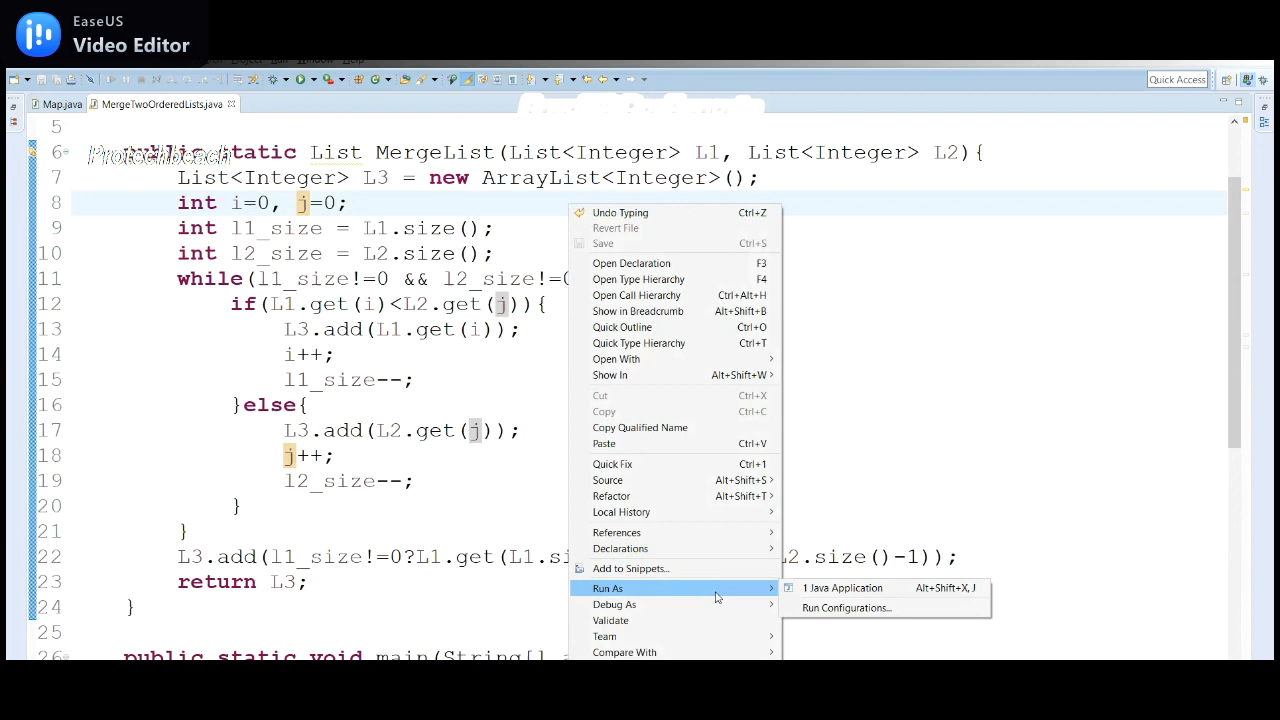 EaseUS
Video Editor
Quick Access
Map.java
MergeTwoOrderedLists.java
5
Protechbeach
6 public static List MergeList(List<Integer> L1, List<Integer> L2){
7 List<Integer> L3 = new ArrayList<Integer>();
8 int i=0, j=0;
9 int l1_size = L1.size();
10 int l2_size = L2.size();
11 while(l1_size!=0 && l2_size!=0
12 if(L1.get(i)<L2.get(j)){
13 L3.add(L1.get(i));
14 i++;
15 l1_size--;
16 }else{
17 L3.add(L2.get(j));
18 j++;
19 l2_size--;
20 }
21 }
22 L3.add(l1_size!=0?L1.get(L1.si L2.size()-1));
23 return L3;
24 }
25
26 public static void main(String[] a
Undo Typing Ctrl+Z
Revert File
Save Ctrl+S
Open Declaration F3
Open Type Hierarchy F4
Open Call Hierarchy Ctrl+Alt+H
Show in Breadcrumb Alt+Shift+B
Quick Outline Ctrl+O
Quick Type Hierarchy Ctrl+T
Open With
Show In Alt+Shift+W
Cut Ctrl+X
Copy Ctrl+C
Copy Qualified Name
Paste Ctrl+V
Quick Fix Ctrl+1
Source Alt+Shift+S
Refactor Alt+Shift+T
Local History
References
Declarations
Add to Snippets...
Run As
Debug As
Validate
Team
Compare With
1 Java Application Alt+Shift+X, J
Run Configurations...